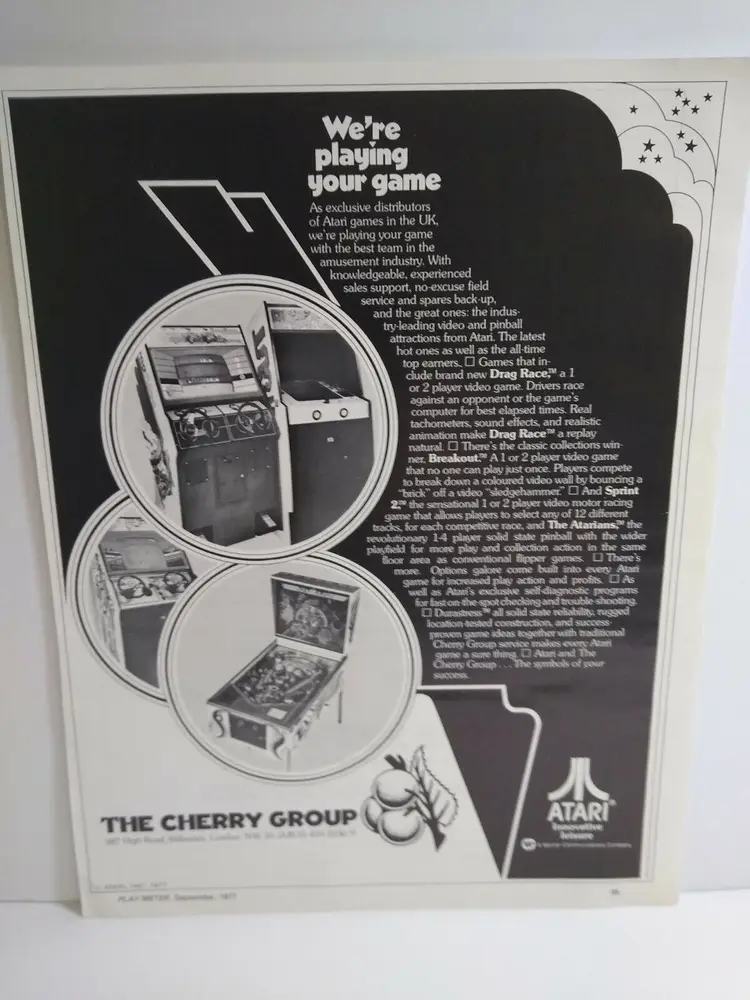 We're
playing
your game
As exclusive distributors
of Atari games in the UK,
we're playing your game
with the best team in the
amusement industry. With
knowledgeable, experienced
sales support, no-excuse field
service and spares back-up,
and the great ones: the indus-
try-leading video and pinball
attractions from Atari. The latest
hot ones as well as the all-time
top earners. □ Games that in-
clude brand new Drag Race,™ a 1
or 2 player video game. Drivers race
against an opponent or the game's
computer for best elapsed times. Real
tachometers, sound effects, and realistic
animation make Drag Race™ a replay
natural. □ There's the classic collections win-
ner, Breakout.™ A 1 or 2 player video game
that no one can play just once. Players compete
to break down a coloured video wall by bouncing a
"brick" off a video "sledgehammer." □ And Sprint
2,™ the sensational 1 or 2 player video motor racing
game that allows players to select any of 12 different
tracks, for each competitive race, and The Atarians,™ the
revolutionary 1-4 player solid state pinball with the wider
playfield for more play and collection action in the same
floor area as conventional flipper games. □ There's
more. Options galore come built into every Atari
game for increased play action and profits. □ As
well as Atari's exclusive self-diagnostic programs
for fast on-the-spot checking and trouble-shooting.
□ Durastress™ all solid state reliability, rugged
location-tested construction, and success-
proven game ideas together with traditional
Cherry Group service makes every Atari
game a sure thing. □ Atari and The
Cherry Group . . . The symbols of your
success.
THE CHERRY GROUP
High Road, Willesden, London
ATARI®
Innovative
leisure
A Warner Communications Company
© ATARI, INC. 1977
PLAY METER, September, 1977